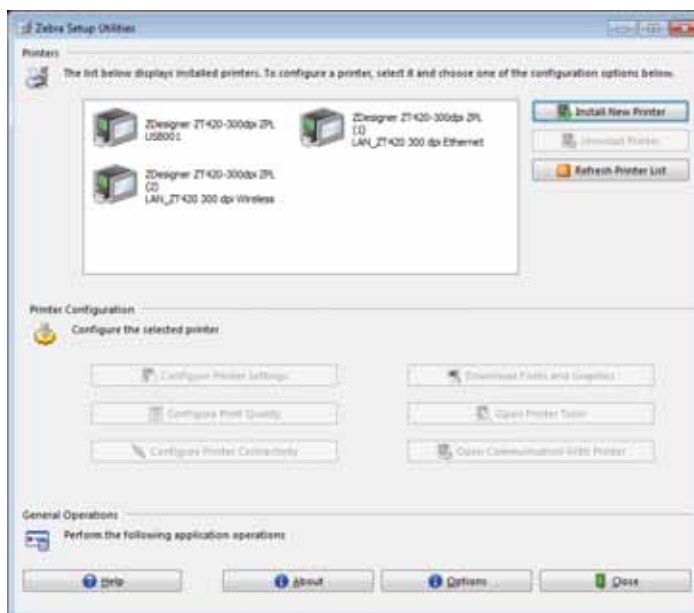 Zebra Setup Utilities
Printers
The list below displays installed printers. To configure a printer, select it and choose one of the configuration options below.
ZDesigner ZT420-300dpi ZPL
USB001
ZDesigner ZT420-300dpi ZPL
(1)
LAN_ZT420 300 dpi Ethernet
ZDesigner ZT420-300dpi ZPL
(2)
LAN_ZT420 300 dpi Wireless
Install New Printer
Uninstall Printer
Refresh Printer List
Printer Configuration
Configure the selected printer
Configure Printer Settings
Download Fonts and Graphics
Configure Print Quality
Open Printer Tools
Configure Printer Connectivity
Open Communication With Printer
General Operations
Perform the following application operations
Help
About
Options
Close